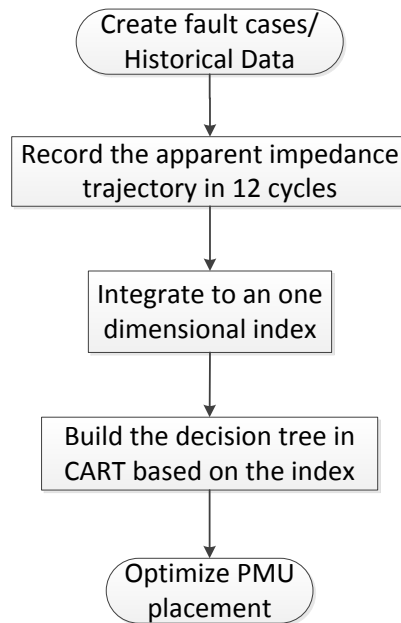 Create fault cases/
Historical Data
Record the apparent impedance
trajectory in 12 cycles
Integrate to an one
dimensional index
Build the decision tree in
CART based on the index
Optimize PMU
placement